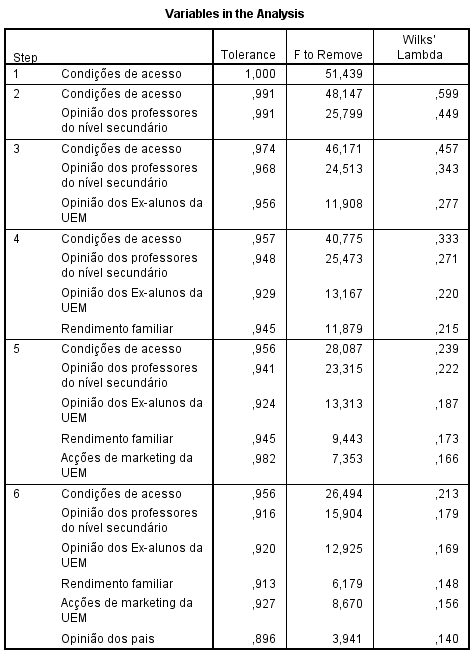 Variables in the Analysis
Step Tolerance F to Remove Wilks'
Lambda
1 Condições de acesso 1,000 51,439
2 Condições de acesso ,991 48,147 ,599
Opinião dos professores
do nível secundário ,991 25,799 ,449
3 Condições de acesso ,974 46,171 ,457
Opinião dos professores
do nível secundário ,968 24,513 ,343
Opinião dos Ex-alunos da
UEM ,956 11,908 ,277
4 Condições de acesso ,957 40,775 ,333
Opinião dos professores
do nível secundário ,948 25,473 ,271
Opinião dos Ex-alunos da
UEM ,929 13,167 ,220
Rendimento familiar ,945 11,879 ,215
5 Condições de acesso ,956 28,087 ,239
Opinião dos professores
do nível secundário ,941 23,315 ,222
Opinião dos Ex-alunos da
UEM ,924 13,313 ,187
Rendimento familiar ,945 9,443 ,173
Acções de marketing da
UEM ,982 7,353 ,166
6 Condições de acesso ,956 26,494 ,213
Opinião dos professores
do nível secundário ,916 15,904 ,179
Opinião dos Ex-alunos da
UEM ,920 12,925 ,169
Rendimento familiar ,913 6,179 ,148
Acções de marketing da
UEM ,927 8,670 ,156
Opinião dos pais ,896 3,941 ,140